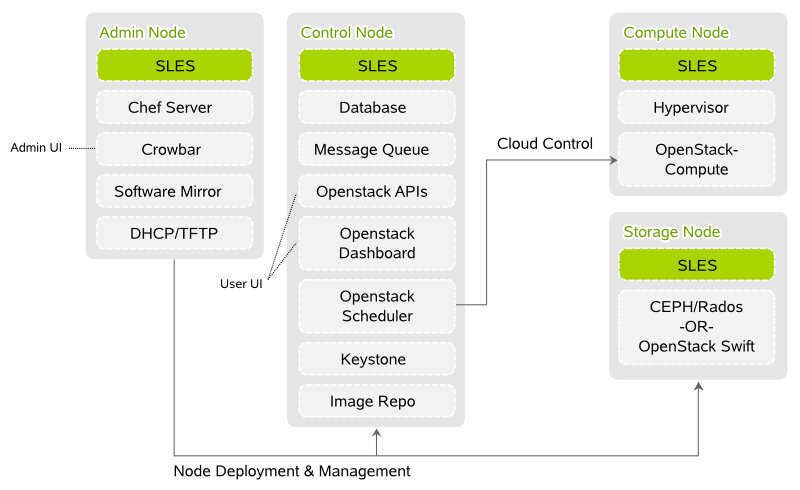 Admin Node
SLES
Chef Server
Crowbar
Software Mirror
DHCP/TFTP
Admin UI
Control Node
SLES
Database
Message Queue
Openstack APIs
Openstack
Dashboard
Openstack
Scheduler
Keystone
Image Repo
User UI
Cloud Control
Compute Node
SLES
Hypervisor
OpenStack-
Compute
Storage Node
SLES
CEPH/Rados
-OR-
OpenStack Swift
Node Deployment & Management